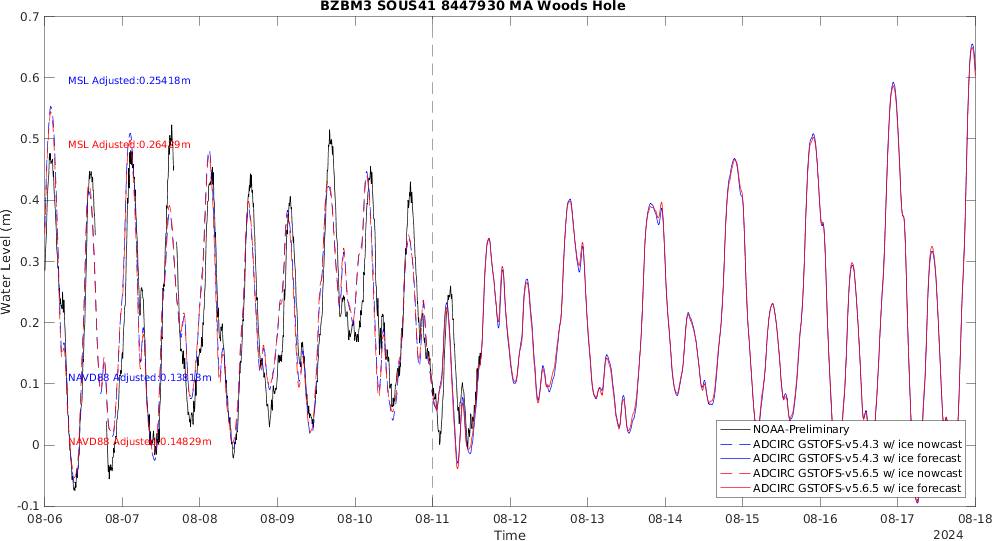 BZBM3 SOUS41 8447930 MA Woods Hole
0.7
0.6
0.5
0.4
0.3
0.2
0.1
0
-0.1
Water Level (m)
MSL Adjusted:0.25418m
MSL Adjusted:0.26449m
NAVD88 Adjusted:0.13818m
NAVD88 Adjusted:0.14829m
NOAA-Preliminary
ADCIRC GSTOFS-v5.4.3 w/ ice nowcast
ADCIRC GSTOFS-v5.4.3 w/ ice forecast
ADCIRC GSTOFS-v5.6.5 w/ ice nowcast
ADCIRC GSTOFS-v5.6.5 w/ ice forecast
08-06 08-07 08-08 08-09 08-10 08-11 08-12 08-13 08-14 08-15 08-16 08-17 08-18
Time
2024